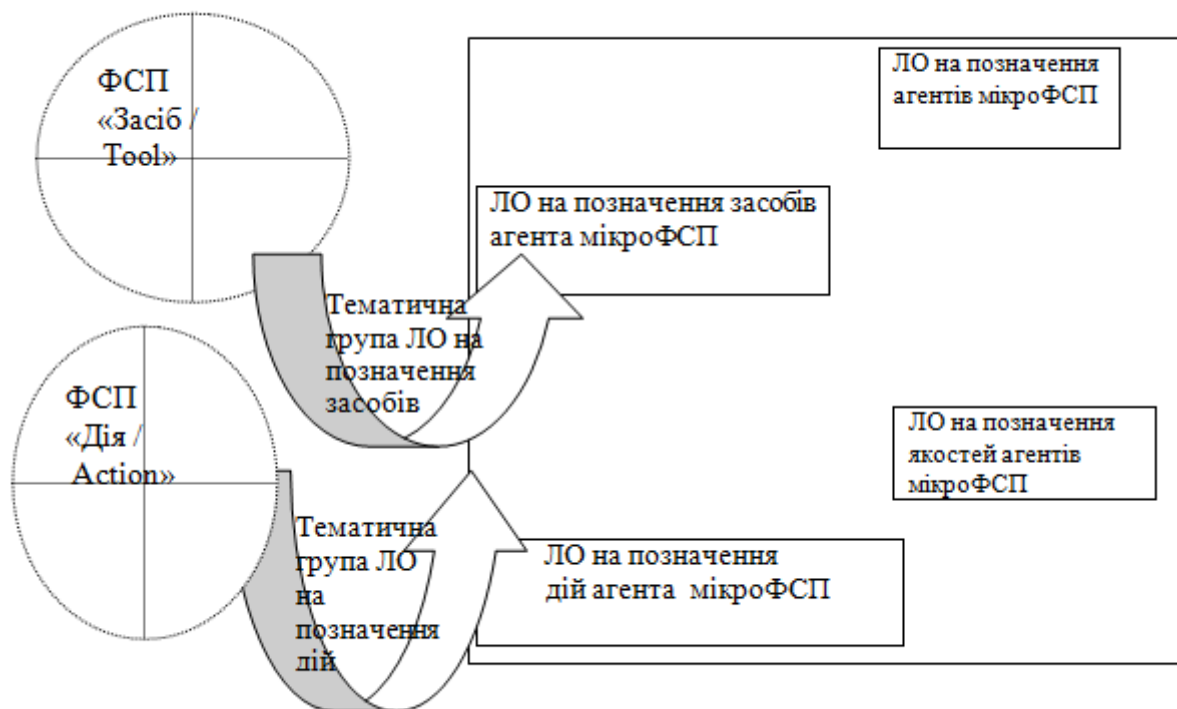 ФСП
«Засіб /
Tool»
ЛО на позначення
агентів мікроФСП
ЛО на позначення засобів
агента мікроФСП
Тематична
група ЛО на
позначення
засобів
ФСП
«Дія /
Action»
ЛО на позначення
якостей агентів
мікроФСП
Тематична
група ЛО
на
позначення
дій
ЛО на позначення
дій агента мікроФСП